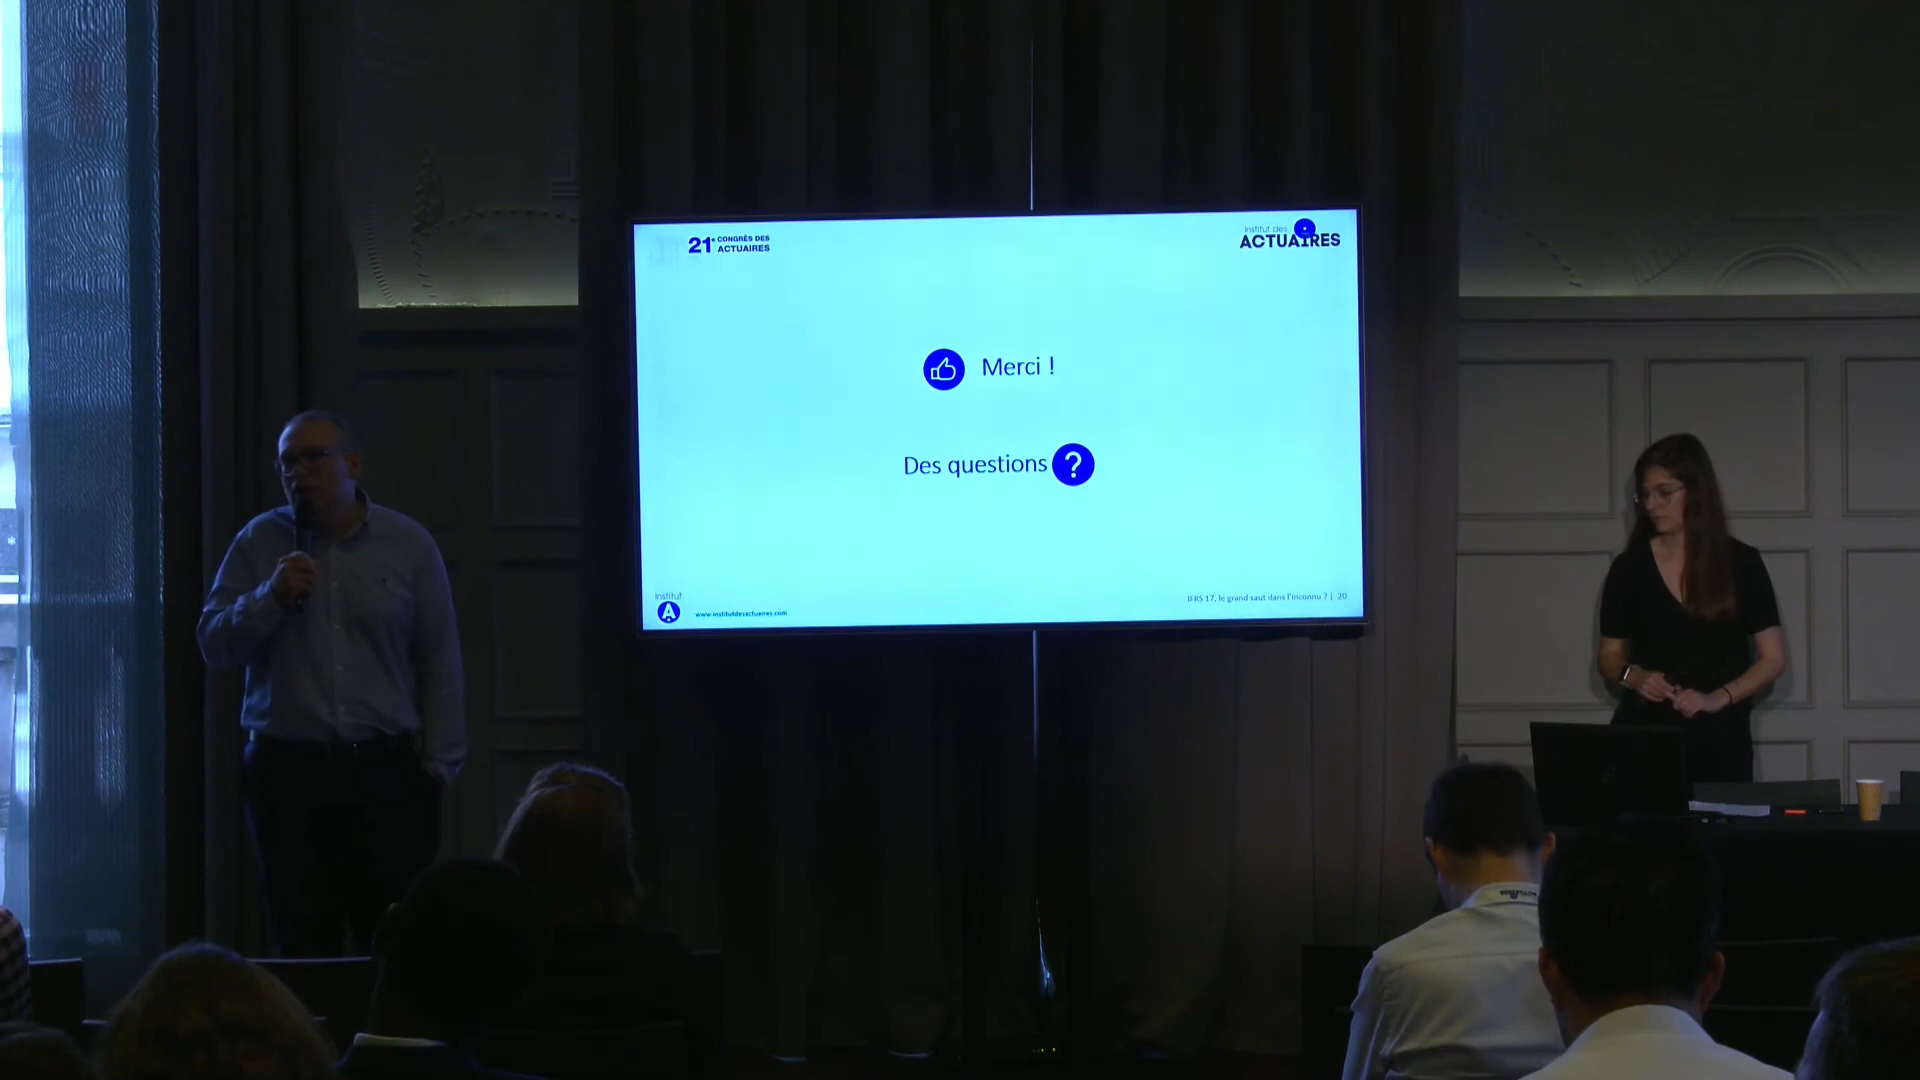 21e CONGRÈS DES
ACTUAIRES
Institut des
ACTUAIRES
Merci !
Des questions ?
Institut
A
www.institutdesactuaires.com
IFRS 17, le grand saut dans l'inconnu ? | 20